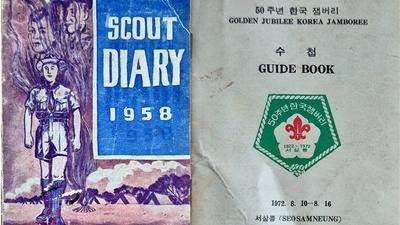 SCOUT
DIARY
1958
50주년 한국 잼버리
GOLDEN JUBILEE KOREA JAMBOREE
수 첩
GUIDE BOOK
50주년한국잼버리
1922~1972
서삼릉
1972. 8. 10—8. 16
서삼릉 (SEOSAMNEUNG)